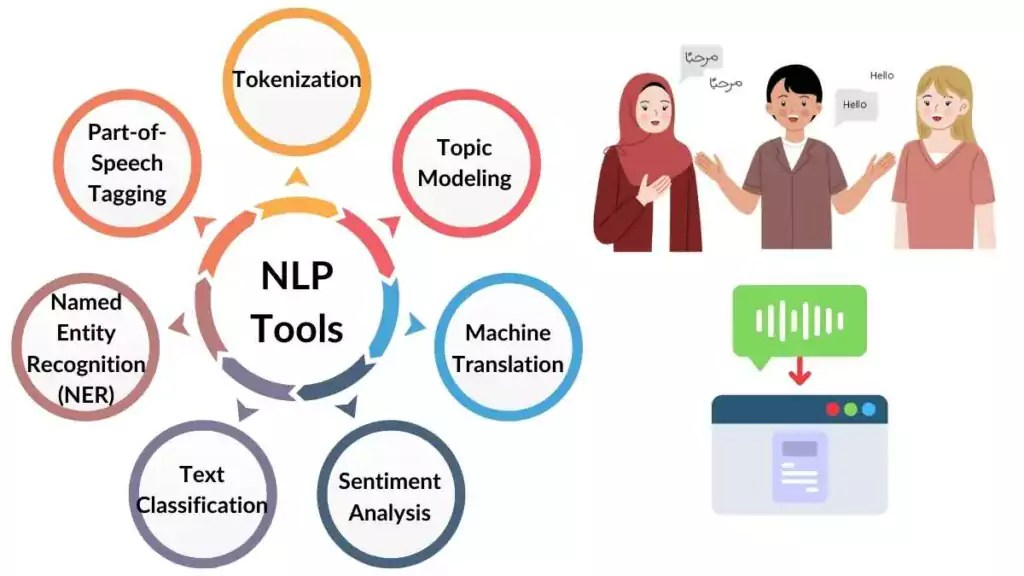 Tokenization
Part-of-
Speech
Tagging
Topic
Modeling
NLP
Tools
Named
Entity
Recognition
(NER)
Machine
Translation
Text
Classification
Sentiment
Analysis
مرحبًا
مرحبًا
Hello
Hello